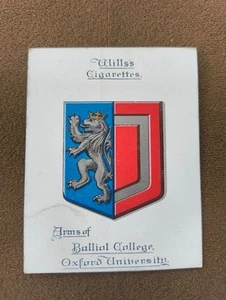 Wills's
Cigarettes.
Arms of
Balliol College.
Oxford University.